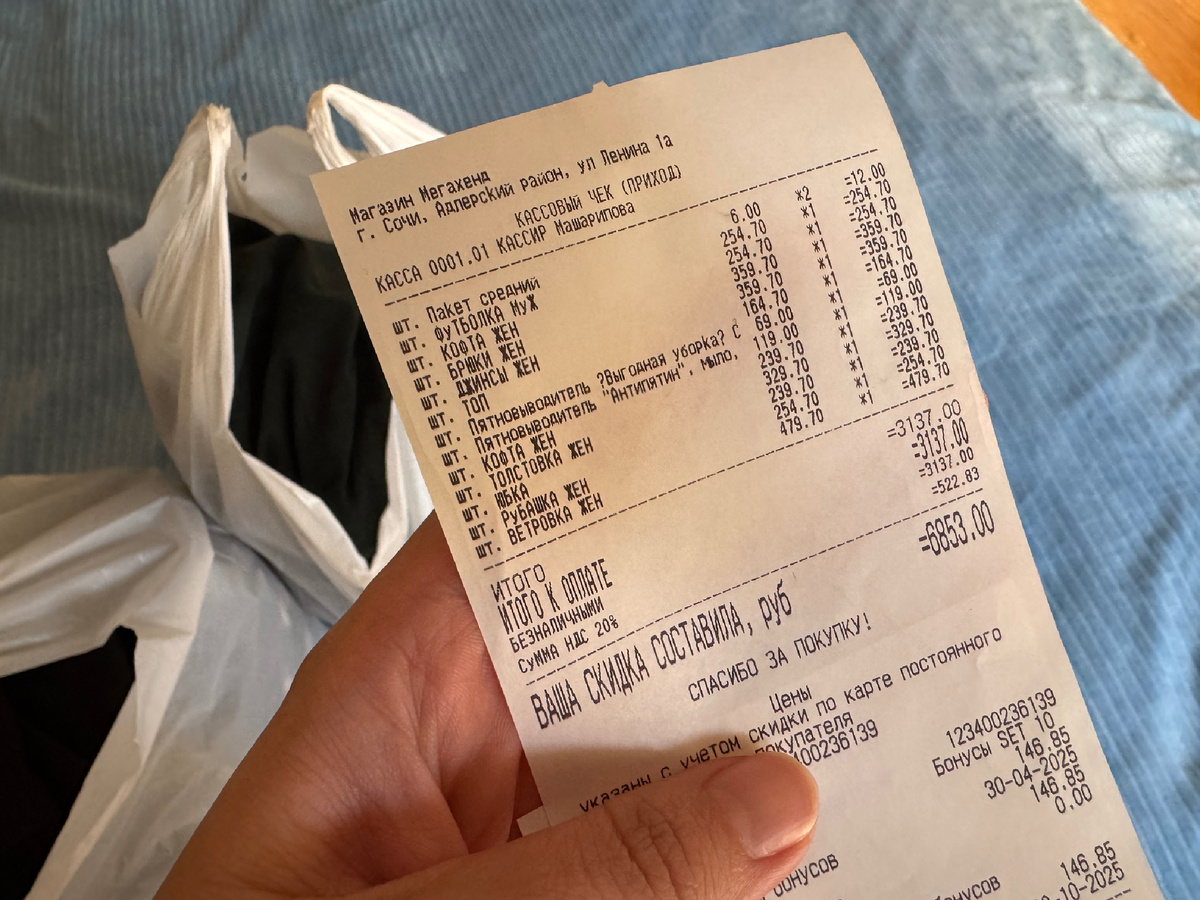 Магазин Мегахенд
г. Сочи, Адлерский район, ул Ленина 1а
КАССОВЫЙ ЧЕК (ПРИХОД)
КАССА 0001.01 КАССИР Машарипова
шт. Пакет средний 6.00 *2 =12.00
шт. ФУТБОЛКА МУЖ 254.70 *1 =254.70
шт. КОФТА ЖЕН 254.70 *1 =254.70
шт. БРЮКИ ЖЕН 359.70 *1 =359.70
шт. ДЖИНСЫ ЖЕН 359.70 *1 =359.70
шт. ТОП 164.70 *1 =164.70
шт. Пятновыводитель ?Выгодная уборка? С 69.00 *1 =69.00
шт. Пятновыводитель "Антипятин", мыло, 119.00 *1 =119.00
шт. КОФТА ЖЕН 239.70 *1 =239.70
шт. ТОЛСТОВКА ЖЕН 329.70 *1 =329.70
шт. ЮБКА 239.70 *1 =239.70
шт. РУБАШКА ЖЕН 254.70 *1 =254.70
шт. ВЕТРОВКА ЖЕН 479.70 *1 =479.70
ИТОГО =3137.00
ИТОГО К ОПЛАТЕ =3137.00
БЕЗНАЛИЧНЫМИ =3137.00
СУММА НДС 20% =522.83
ВАША СКИДКА СОСТАВИЛА, руб =6853.00
СПАСИБО ЗА ПОКУПКУ!
Цены
указаны с учетом скидки по карте постоянного
покупателя
00236139
123400236139
Бонусы SET 10
146.85
30-04-2025
146.85
0.00
бонусов 146.85
бонусов -10-2025